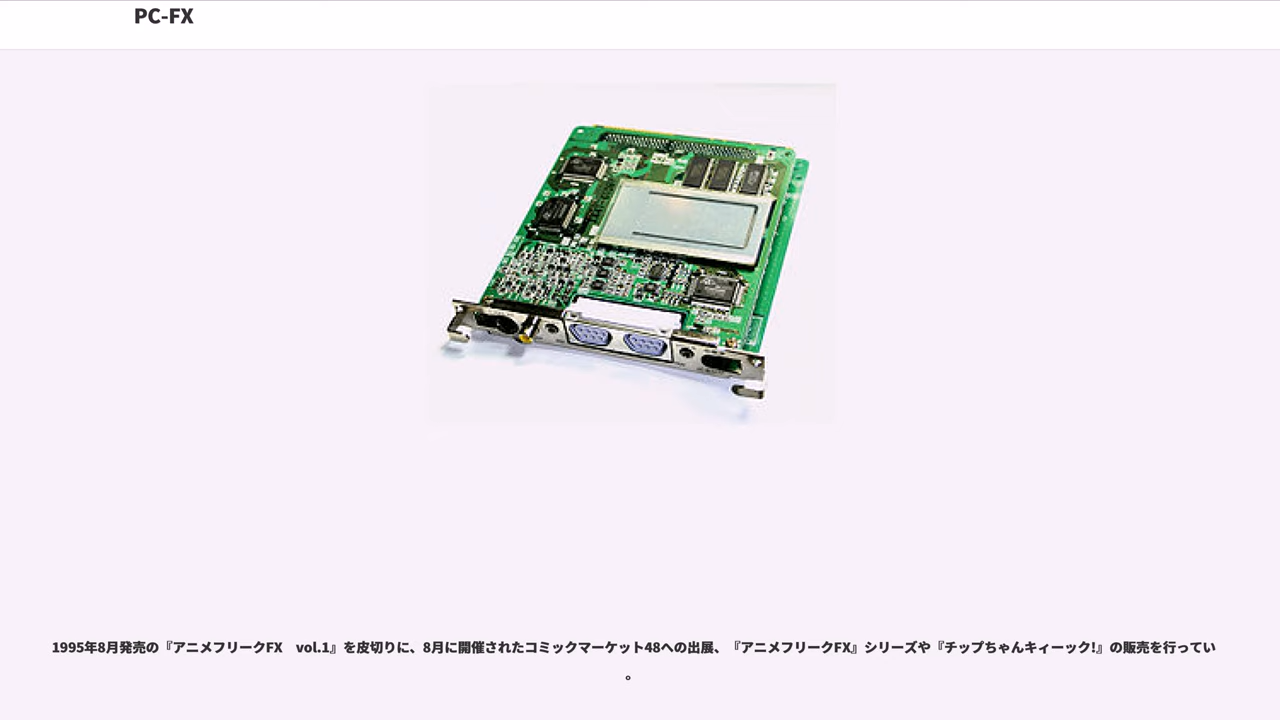 PC-FX
1995年8月発売の『アニメフリークFX　vol.1』を皮切りに、8月に開催されたコミックマーケット48への出展、『アニメフリークFX』シリーズや『チップちゃんキィーック!』の販売を行ってい
。